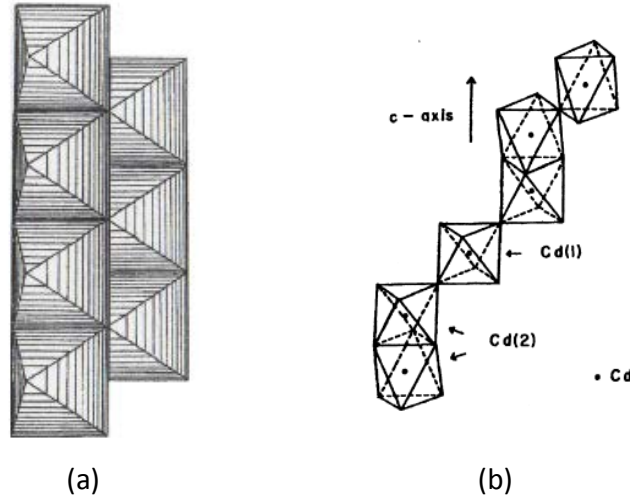 c - axis
Cd(1)
Cd(2)
• Cd
(a)
(b)